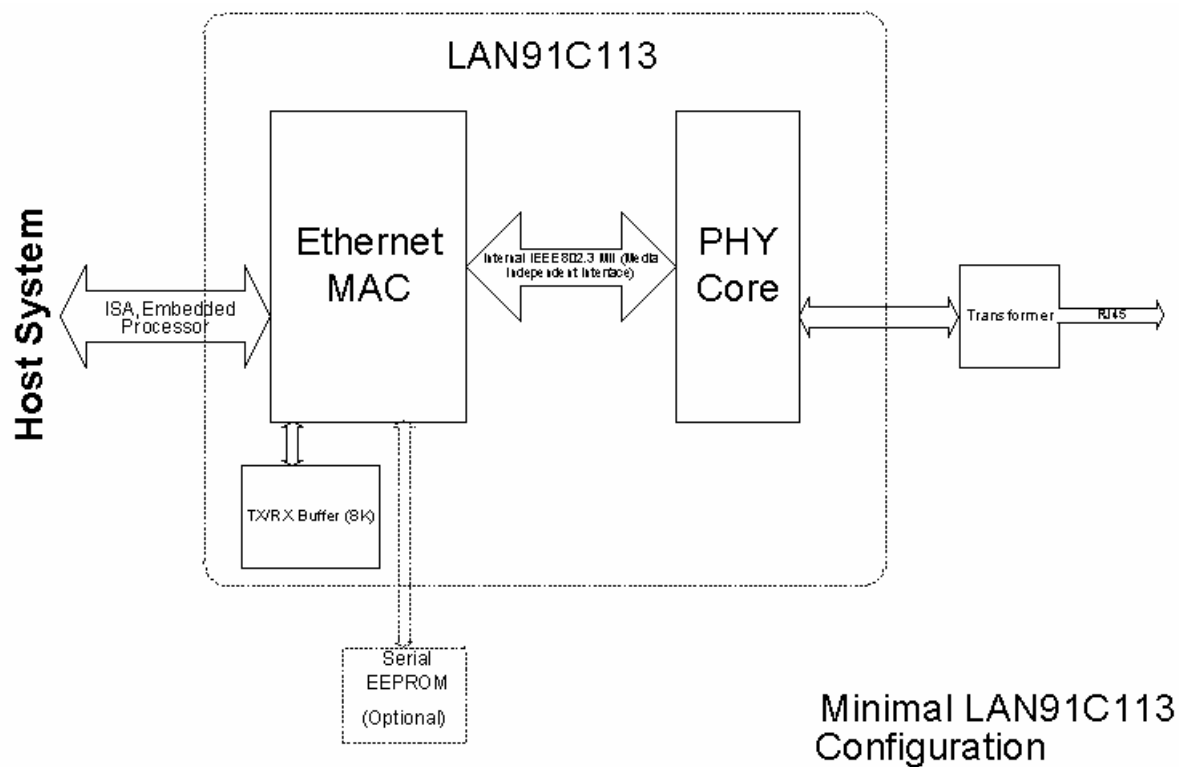 LAN91C113
Host System
ISA, Embedded
Processor
Ethernet
MAC
Internal IEEE802.3 MII (Media
Independent Interface)
PHY
Core
Transformer
RJ45
TX/RX Buffer (8K)
Serial
EEPROM
(Optional)
Minimal LAN91C113
Configuration